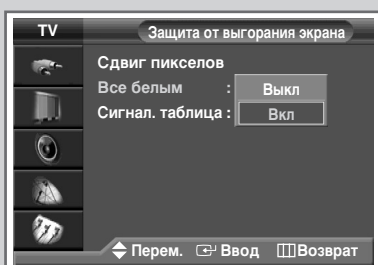 TV Защита от выгорания экрана
Сдвиг пикселов
Все белым : Выкл
Сигнал. таблица : Вкл
Перем. Ввод Возврат